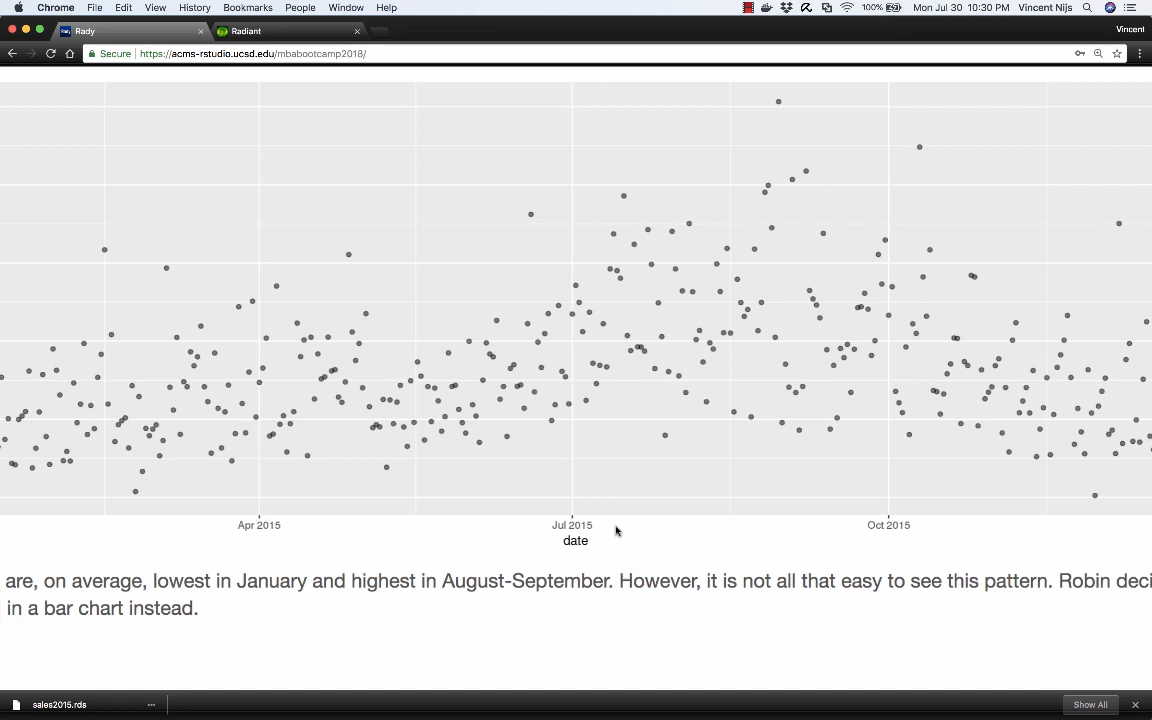 Chrome File Edit View History Bookmarks People Window Help 100% Mon Jul 30 10:30 PM Vincent Nijs
Rady Rady Radiant Vincent
Secure https://acms-rstudio.ucsd.edu/mbabootcamp2018/
Apr 2015 Jul 2015 Oct 2015
date
are, on average, lowest in January and highest in August-September. However, it is not all that easy to see this pattern. Robin deci
in a bar chart instead.
sales2015.rds Show All